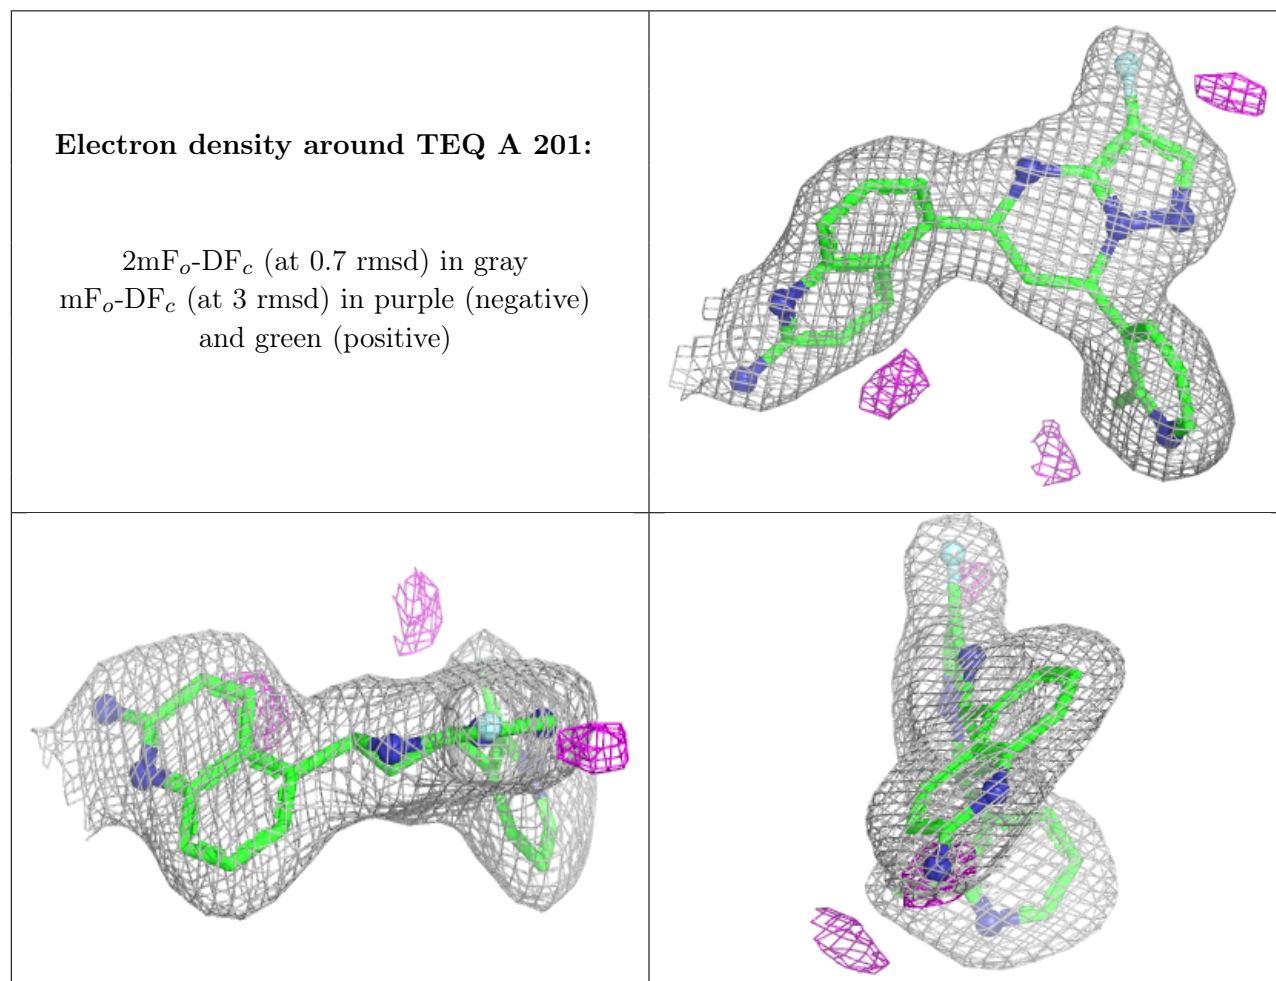 Electron density around TEQ A 201:
2mFₒ-DF𝒸 (at 0.7 rmsd) in gray
mFₒ-DF𝒸 (at 3 rmsd) in purple (negative)
and green (positive)